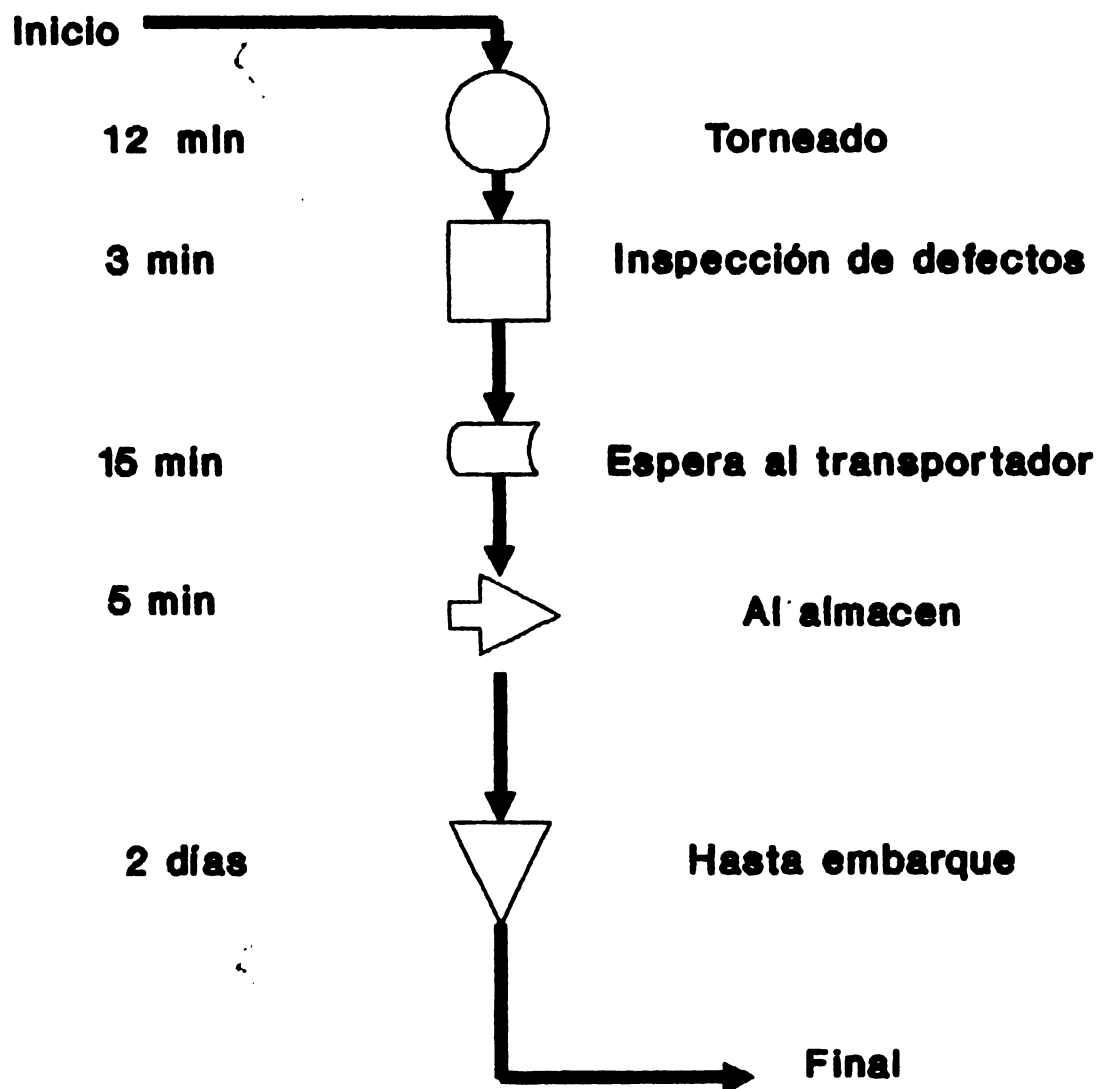 Inicio
12 min Torneado
3 min Inspección de defectos
15 min Espera al transportador
5 min Al almacen
2 días Hasta embarque
Final